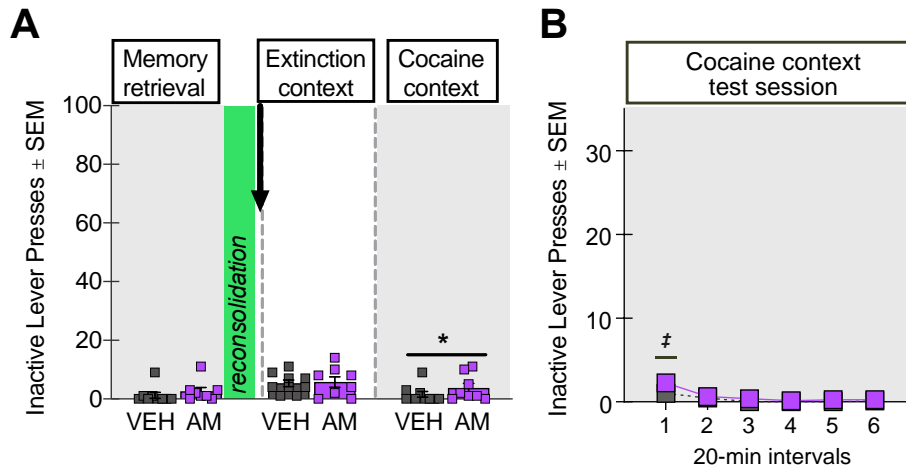 A
Memory
retrieval
Extinction
context
Cocaine
context
Inactive Lever Presses ± SEM
100
80
60
40
20
0
reconsolidation
*
VEH AM
VEH AM
VEH AM
B
Cocaine context
test session
Inactive Lever Presses ± SEM
30
20
10
0
‡
1 2 3 4 5 6
20-min intervals